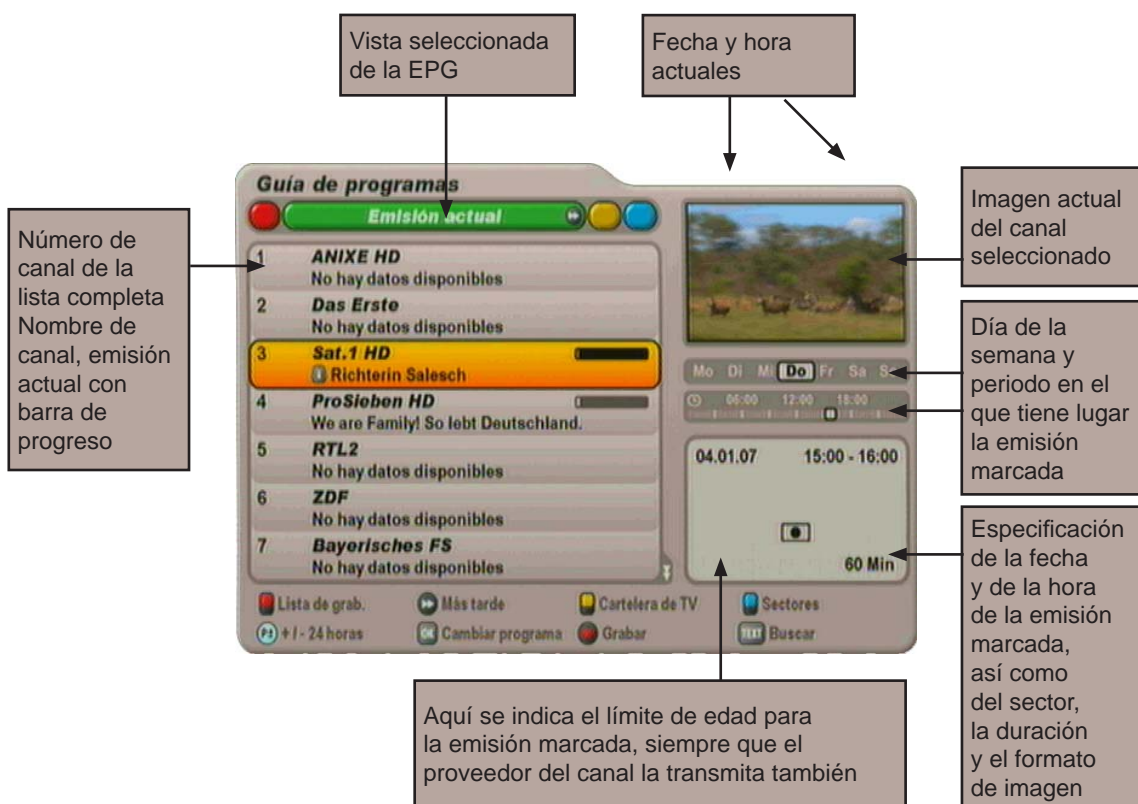 Vista seleccionada
de la EPG
Fecha y hora
actuales
Número de
canal de la
lista completa
Nombre de
canal, emisión
actual con
barra de
progreso
Guía de programas
Emisión actual
1 ANIXE HD
No hay datos disponibles
2 Das Erste
No hay datos disponibles
3 Sat.1 HD
Richterin Salesch
4 ProSieben HD
We are Family! So lebt Deutschland.
5 RTL2
No hay datos disponibles
6 ZDF
No hay datos disponibles
7 Bayerisches FS
No hay datos disponibles
Mo Di Mi Do Fr Sa
06:00 12:00 18:00
04.01.07 15:00 - 16:00
60 Min
Lista de grab. Más tarde Cartelera de TV Sectores
+ / - 24 horas OK Cambiar programa Grabar TEXT Buscar
Imagen actual
del canal
seleccionado
Día de la
semana y
periodo en el
que tiene lugar
la emisión
marcada
Especificación
de la fecha
y de la hora
de la emisión
marcada,
así como
del sector,
la duración
y el formato
de imagen
Aquí se indica el límite de edad para
la emisión marcada, siempre que el
proveedor del canal la transmita también